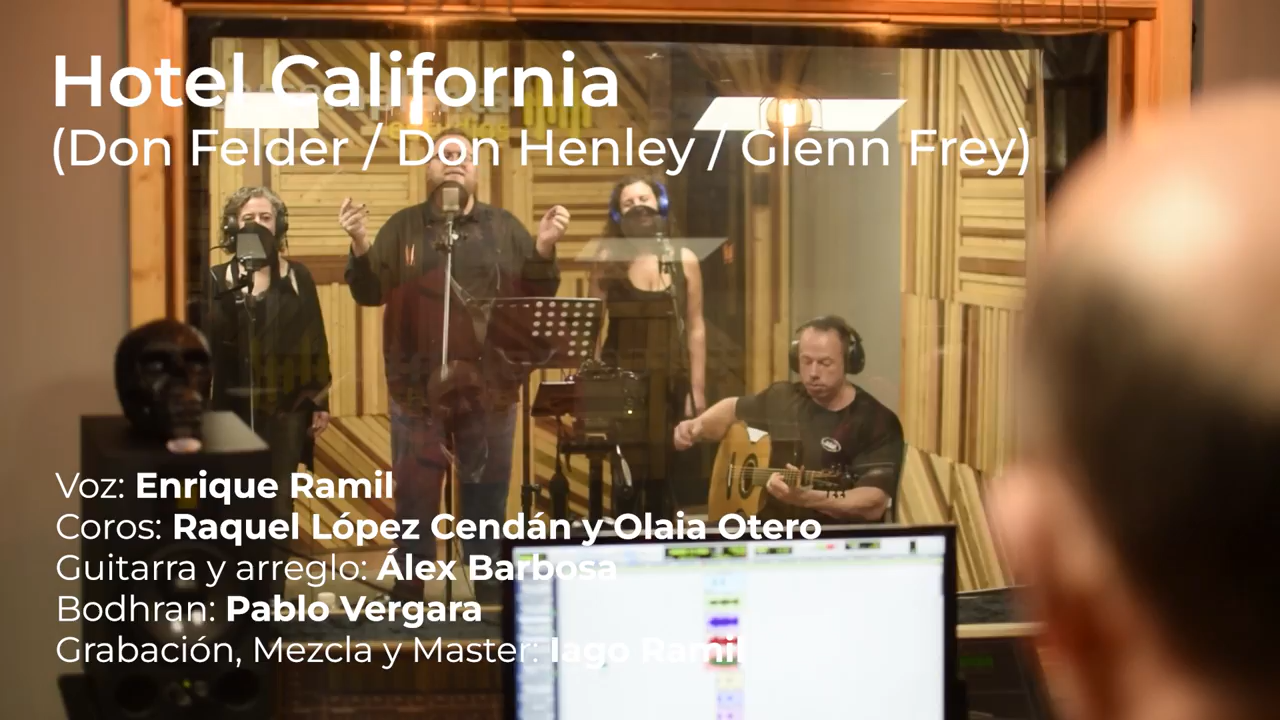 Hotel California
(Don Felder / Don Henley / Glenn Frey)
Voz: Enrique Ramil
Coros: Raquel López Cendán y Olaia Otero
Guitarra y arreglo: Álex Barbosa
Bodhran: Pablo Vergara
Grabación, Mezcla y Master: Iago Ramil